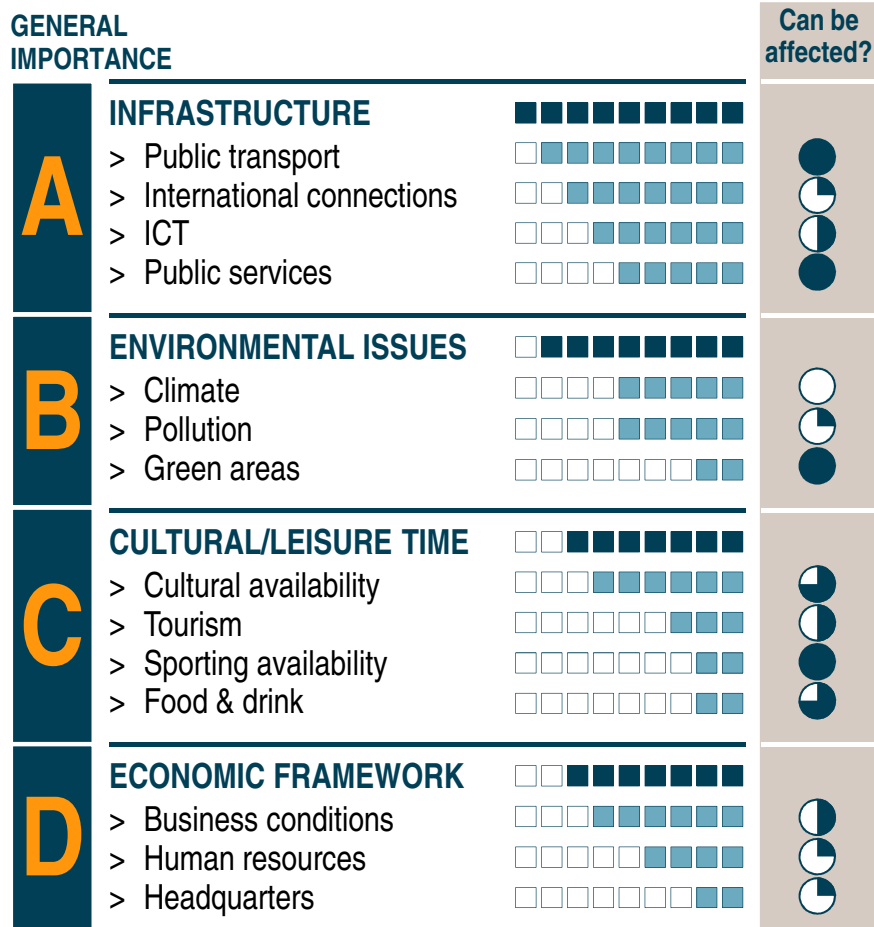 GENERAL
IMPORTANCE
Can be
affected?
A
INFRASTRUCTURE
> Public transport
> International connections
> ICT
> Public services
B
ENVIRONMENTAL ISSUES
> Climate
> Pollution
> Green areas
C
CULTURAL/LEISURE TIME
> Cultural availability
> Tourism
> Sporting availability
> Food & drink
D
ECONOMIC FRAMEWORK
> Business conditions
> Human resources
> Headquarters